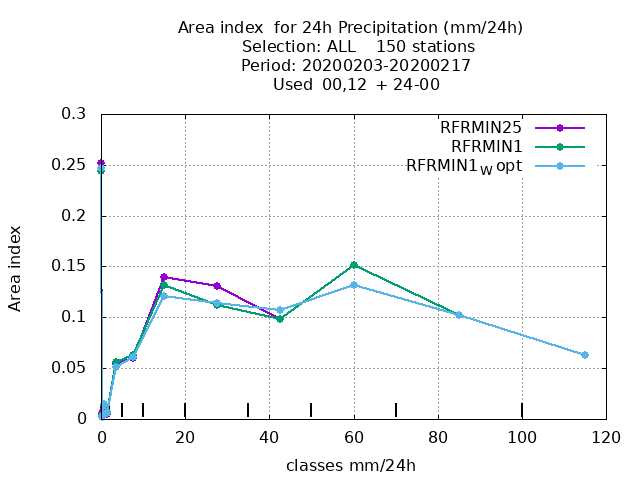 Area index for 24h Precipitation (mm/24h)
Selection: ALL 150 stations
Period: 20200203-20200217
Used 00,12 + 24-00
RFRMIN25
RFRMIN1
RFRMIN1W opt
Area index
0.3
0.25
0.2
0.15
0.1
0.05
0
0 20 40 60 80 100 120
classes mm/24h